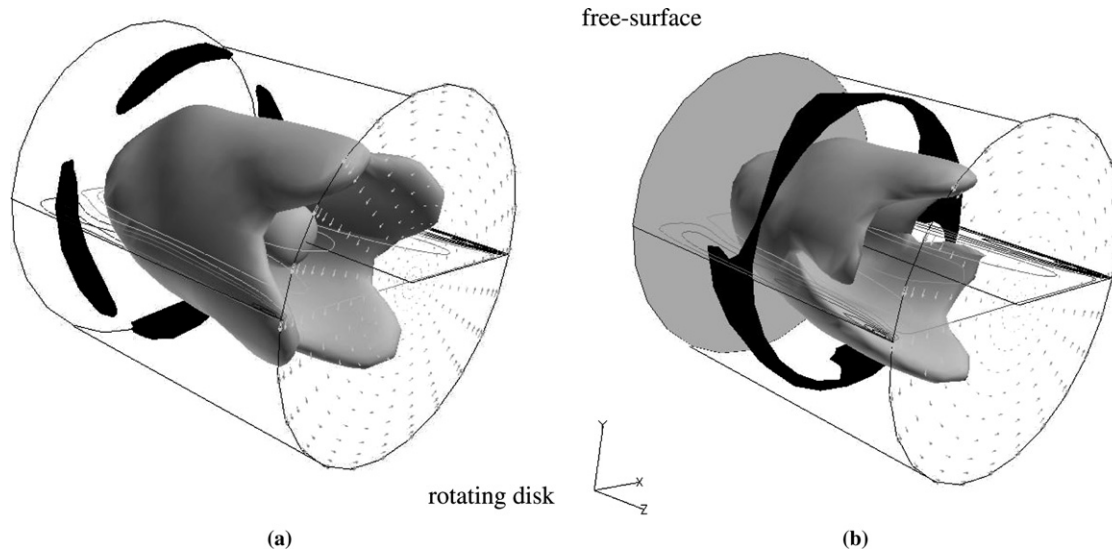 free-surface
Y
X
Z
rotating disk
(a)
(b)